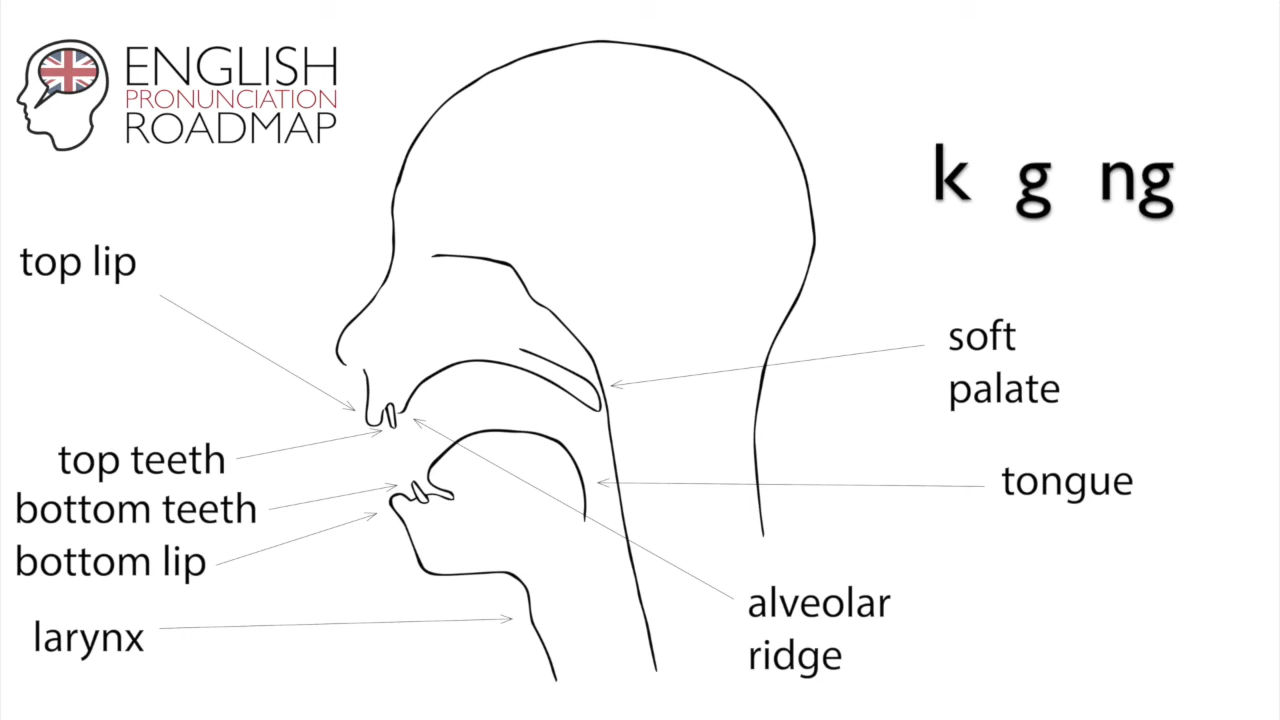 ENGLISH
PRONUNCIATION
ROADMAP
k g ng
top lip
soft
palate
top teeth
tongue
bottom teeth
bottom lip
alveolar
ridge
larynx